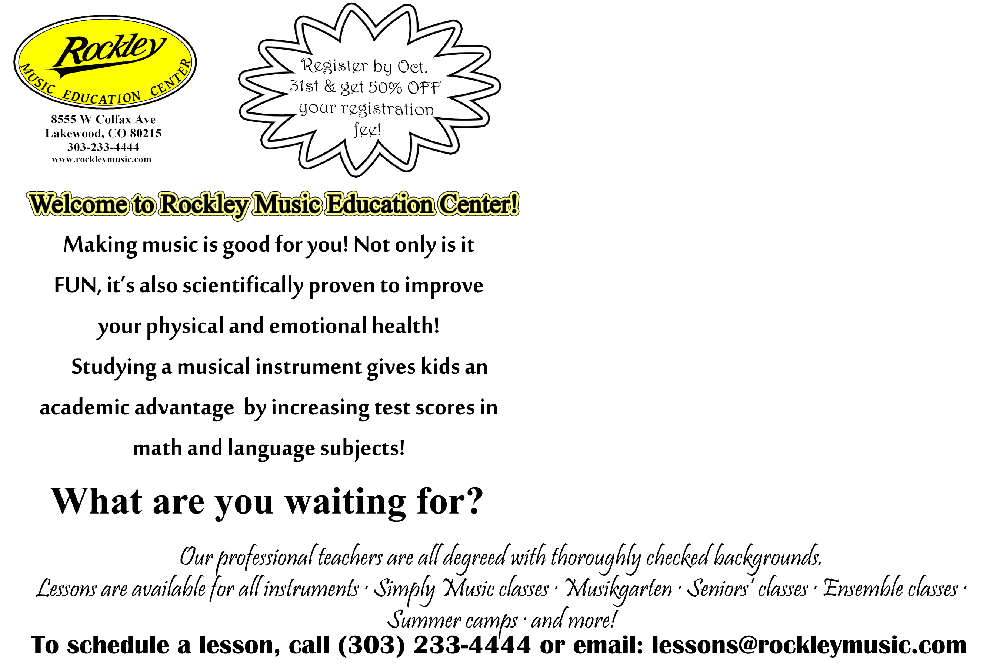 Rockley
MUSIC EDUCATION CENTER
8555 W Colfax Ave
Lakewood, CO 80215
303-233-4444
www.rockleymusic.com
Register by Oct.
31st & get 50% OFF
your registration
fee!
Welcome to Rockley Music Education Center!
Making music is good for you! Not only is it
FUN, it's also scientifically proven to improve
your physical and emotional health!
Studying a musical instrument gives kids an
academic advantage  by increasing test scores in
math and language subjects!
What are you waiting for?
Our professional teachers are all degreed with thoroughly checked backgrounds.
Lessons are available for all instruments · Simply Music classes · Musikgarten · Seniors' classes · Ensemble classes ·
Summer camps · and more!
To schedule a lesson, call (303) 233-4444 or email: lessons@rockleymusic.com